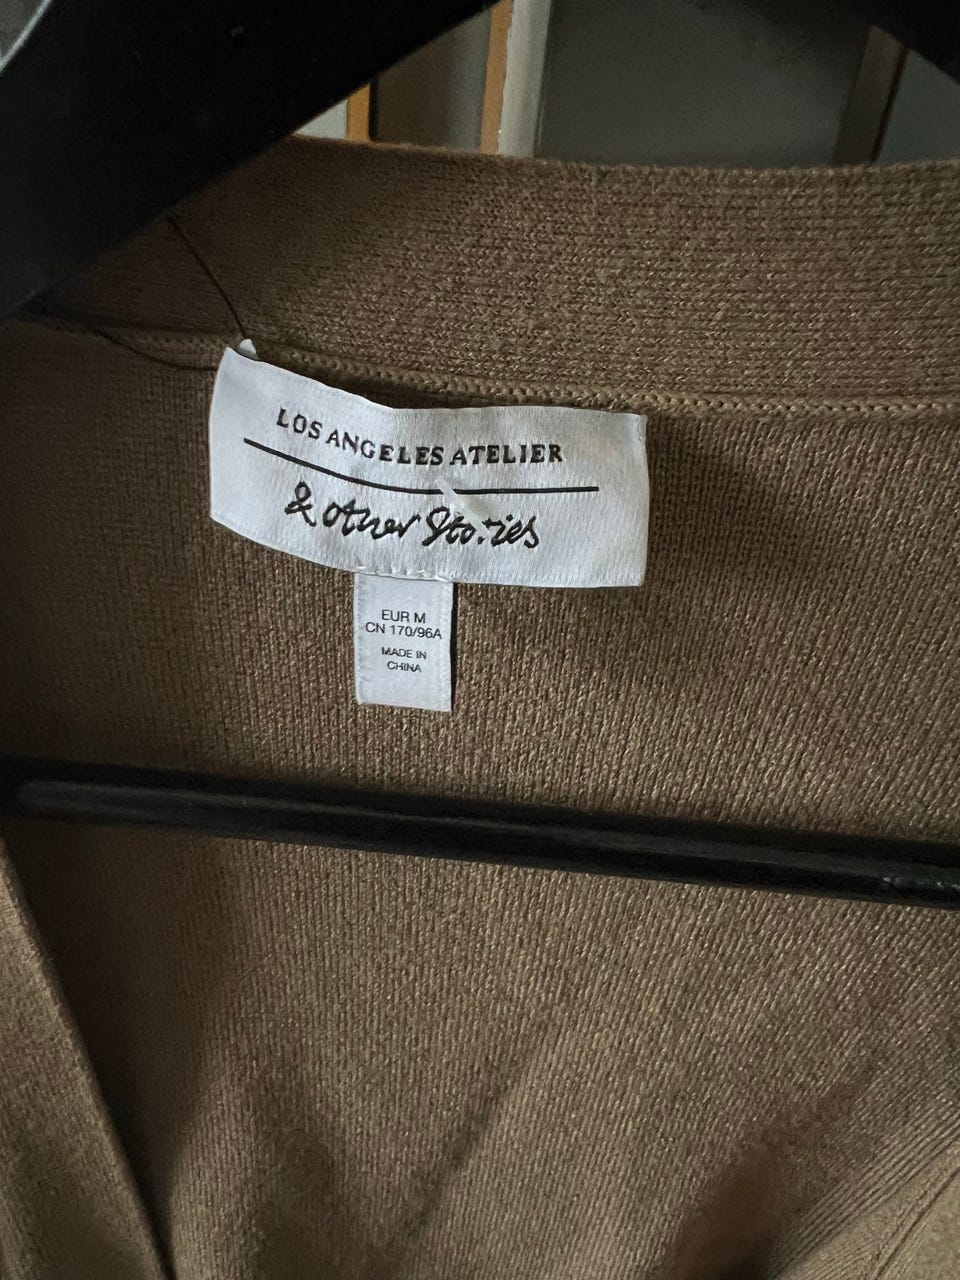 LOS ANGELES ATELIER
& other Stories
EUR M
CN 170/96A
MADE IN
CHINA